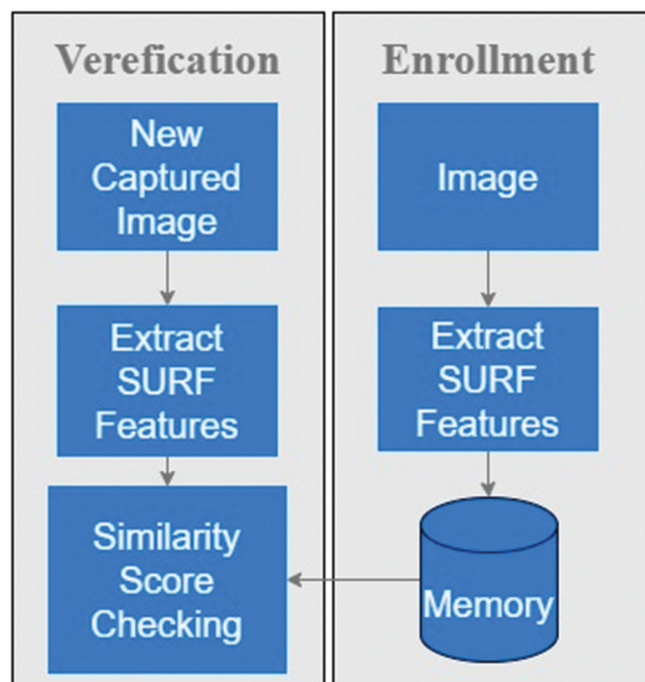 Verefication
New
Captured
Image
Extract
SURF
Features
Similarity
Score
Checking
Enrollment
Image
Extract
SURF
Features
Memory